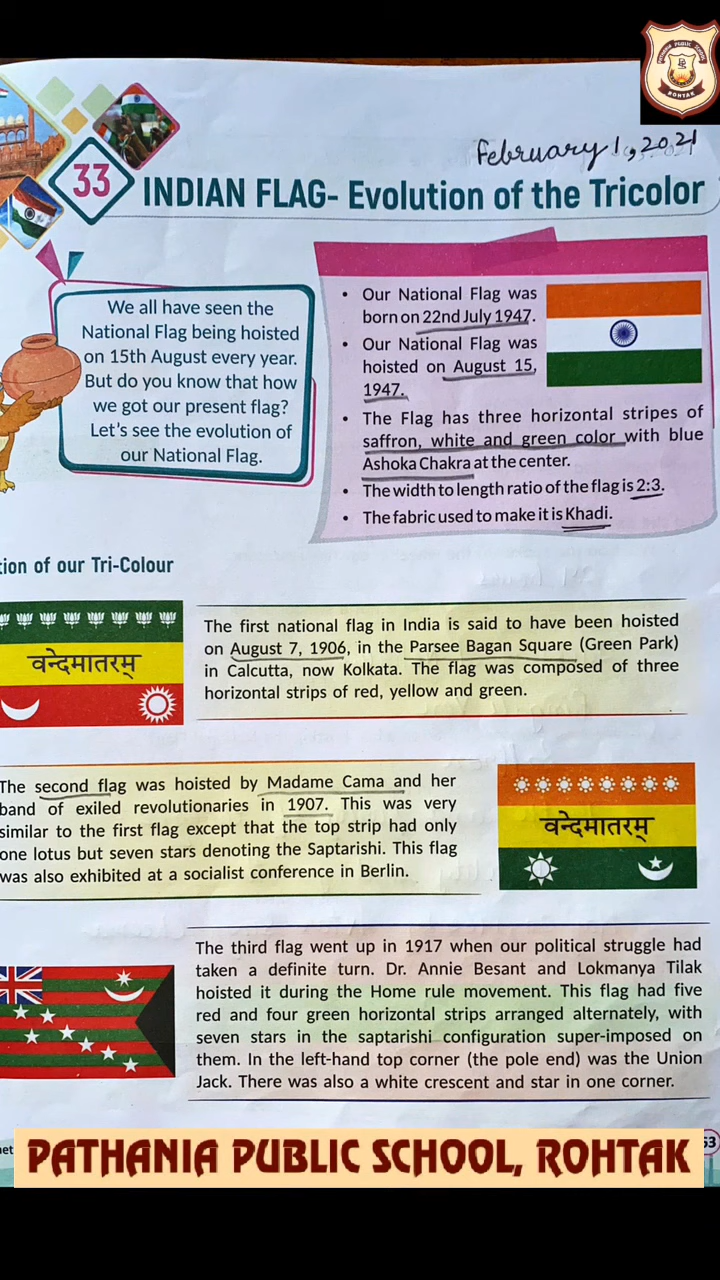 PATHANIA PUBLIC SCHOOL
ROHTAK
February 1, 2021
33
INDIAN FLAG- Evolution of the Tricolor
We all have seen the
National Flag being hoisted
on 15th August every year.
But do you know that how
we got our present flag?
Let's see the evolution of
our National Flag.
• Our National Flag was
born on 22nd July 1947.
• Our National Flag was
hoisted on August 15,
1947.
• The Flag has three horizontal stripes of
saffron, white and green color with blue
Ashoka Chakra at the center.
• The width to length ratio of the flag is 2:3.
• The fabric used to make it is Khadi.
tion of our Tri-Colour
वन्देमातरम्
The first national flag in India is said to have been hoisted
on August 7, 1906, in the Parsee Bagan Square (Green Park)
in Calcutta, now Kolkata. The flag was composed of three
horizontal strips of red, yellow and green.
The second flag was hoisted by Madame Cama and her
band of exiled revolutionaries in 1907. This was very
similar to the first flag except that the top strip had only
one lotus but seven stars denoting the Saptarishi. This flag
was also exhibited at a socialist conference in Berlin.
वन्देमातरम्
The third flag went up in 1917 when our political struggle had
taken a definite turn. Dr. Annie Besant and Lokmanya Tilak
hoisted it during the Home rule movement. This flag had five
red and four green horizontal strips arranged alternately, with
seven stars in the saptarishi configuration super-imposed on
them. In the left-hand top corner (the pole end) was the Union
Jack. There was also a white crescent and star in one corner.
PATHANIA PUBLIC SCHOOL, ROHTAK